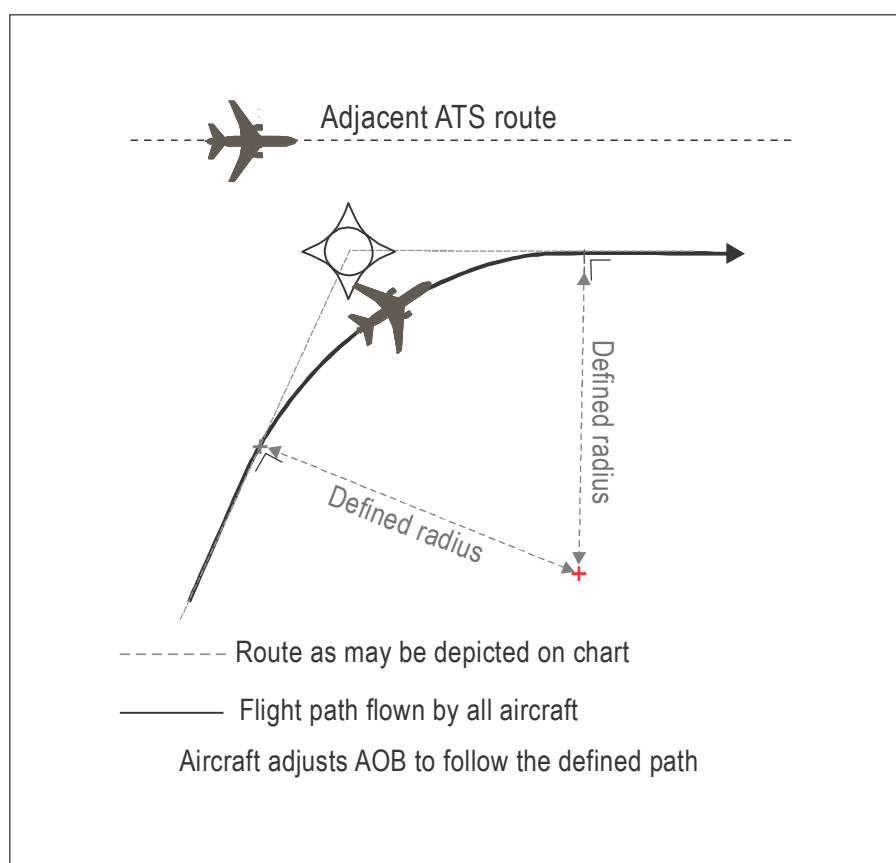 Adjacent ATS route
Defined radius
Defined radius
Route as may be depicted on chart
Flight path flown by all aircraft
Aircraft adjusts AOB to follow the defined path